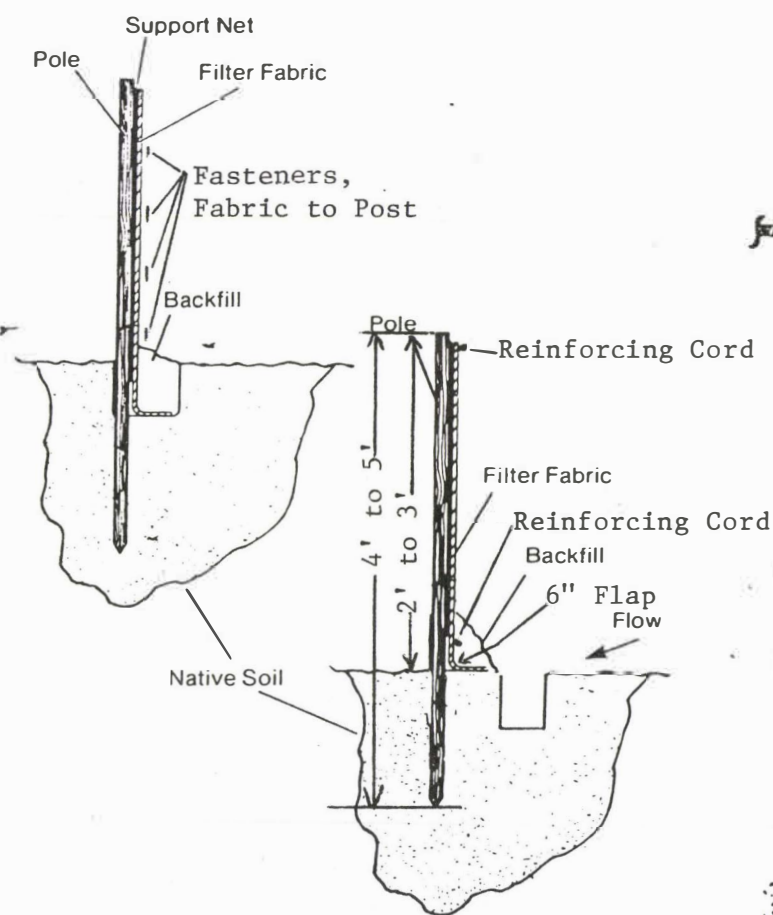 Support Net
Pole
Filter Fabric
Fasteners,
Fabric to Post
Backfill
Pole
Reinforcing Cord
4' to 5'
2' to 3'
Filter Fabric
Reinforcing Cord
Backfill
6" Flap
Flow
Native Soil